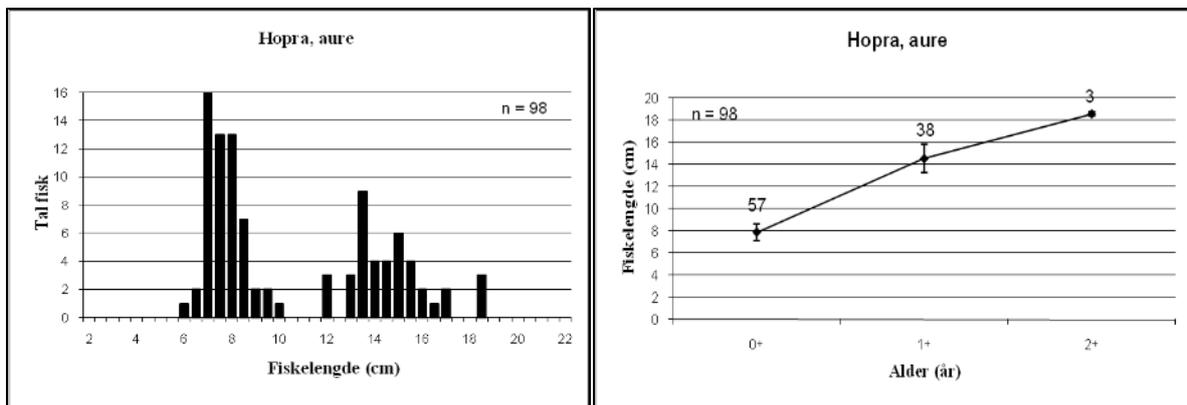 Hopra, aure
n = 98
16
14
12
10
8
6
4
2
0
Tal fisk
2 4 6 8 10 12 14 16 18 20 22
Fiskelengde (cm)
Hopra, aure
n = 98
20
18
16
14
12
10
8
6
4
2
0
Fiskelengde (cm)
57
38
3
0+ 1+ 2+
Alder (år)